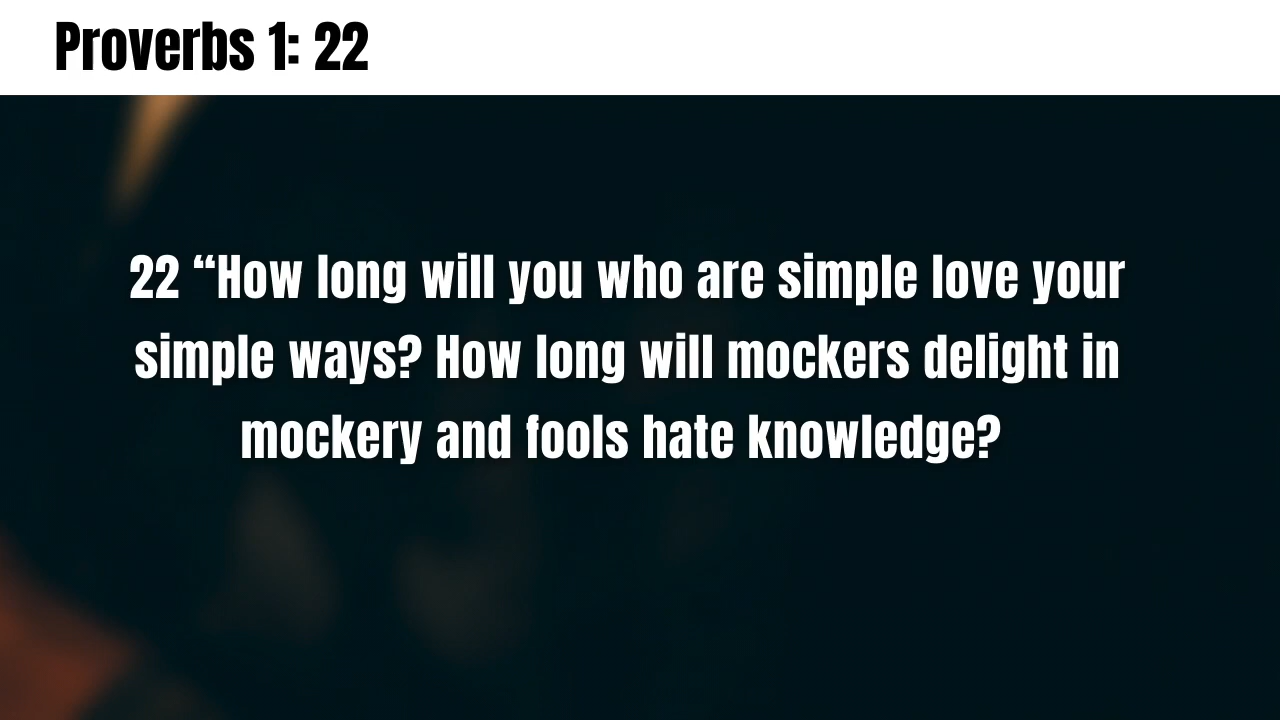 Proverbs 1: 22
22 “How long will you who are simple love your
simple ways? How long will mockers delight in
mockery and fools hate knowledge?